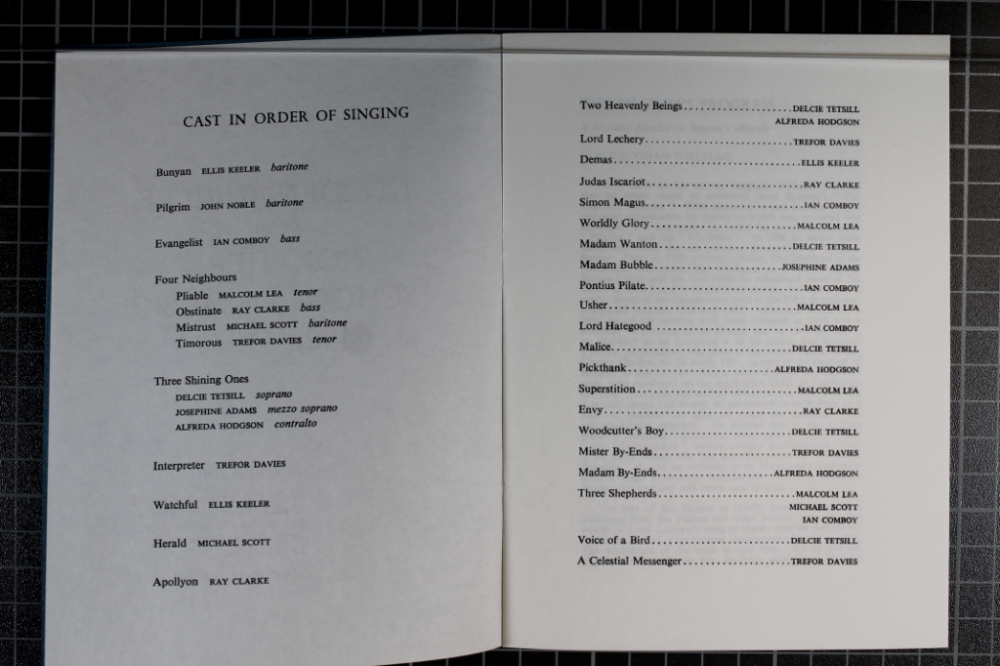 CAST IN ORDER OF SINGING
Bunyan ELLIS KEELER baritone
Pilgrim JOHN NOBLE baritone
Evangelist IAN COMBOY bass
Four Neighbours
Pliable MALCOLM LEA tenor
Obstinate RAY CLARKE bass
Mistrust MICHAEL SCOTT baritone
Timorous TREFOR DAVIES tenor
Three Shining Ones
DELCIE TETSILL soprano
JOSEPHINE ADAMS mezzo soprano
ALFREDA HODGSON contralto
Interpreter TREFOR DAVIES
Watchful ELLIS KEELER
Herald MICHAEL SCOTT
Apollyon RAY CLARKE
Two Heavenly Beings....................DELCIE TETSILL
ALFREDA HODGSON
Lord Lechery...........................TREFOR DAVIES
Demas..................................ELLIS KEELER
Judas Iscariot.............................RAY CLARKE
Simon Magus............................IAN COMBOY
Worldly Glory..........................MALCOLM LEA
Madam Wanton........................DELCIE TETSILL
Madam Bubble.......................JOSEPHINE ADAMS
Pontius Pilate............................IAN COMBOY
Usher..................................MALCOLM LEA
Lord Hategood ..........................IAN COMBOY
Malice.................................DELCIE TETSILL
Pickthank...........................ALFREDA HODGSON
Superstition.............................MALCOLM LEA
Envy...................................RAY CLARKE
Woodcutter's Boy.......................DELCIE TETSILL
Mister By-Ends.........................TREFOR DAVIES
Madam By-Ends.....................ALFREDA HODGSON
Three Shepherds........................MALCOLM LEA
MICHAEL SCOTT
IAN COMBOY
Voice of a Bird.........................DELCIE TETSILL
A Celestial Messenger...................TREFOR DAVIES